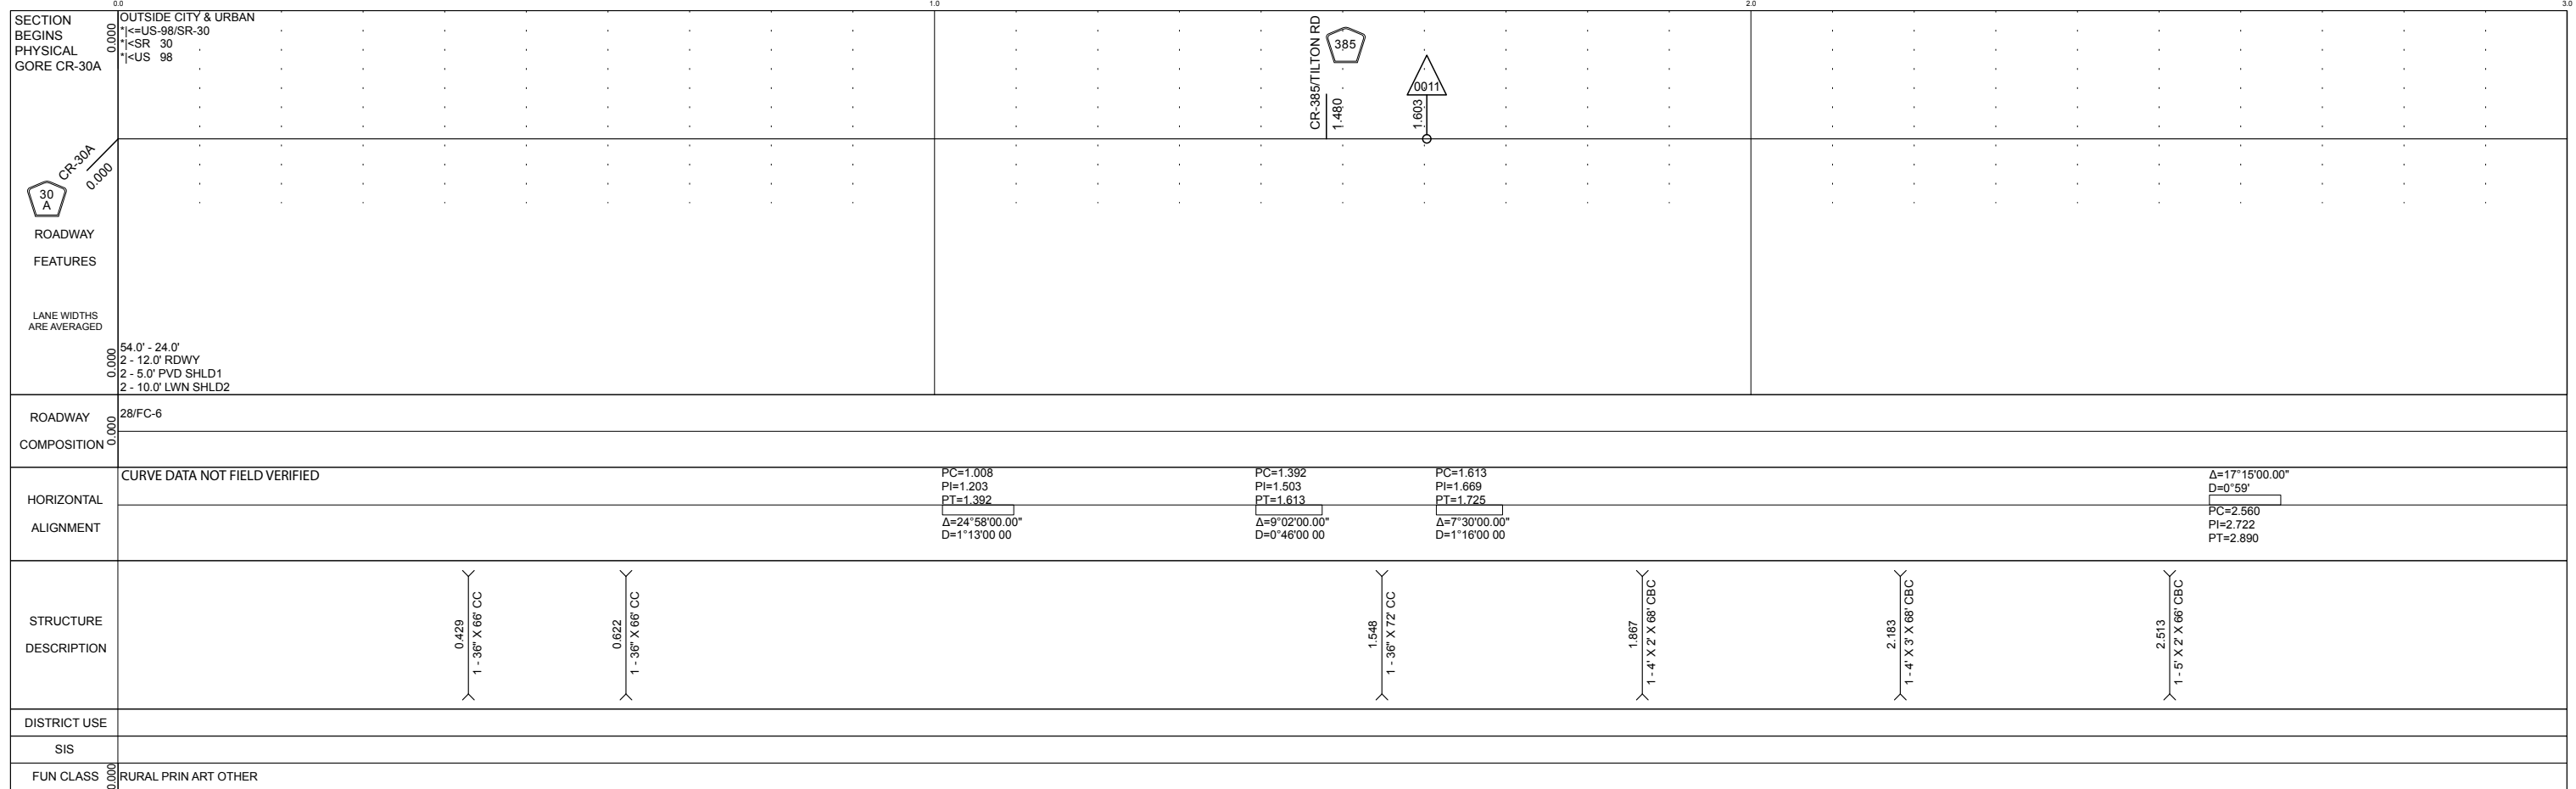 0.0
1.0
2.0
3.0
SECTION
BEGINS
PHYSICAL
GORE CR-30A
0.000
OUTSIDE CITY & URBAN
*|<=US-98/SR-30
*|<SR 30
*|<US 98
CR-385/TILTON RD
1.480
385
0011
1.603
CR-30A
0.000
30
A
ROADWAY
FEATURES
LANE WIDTHS
ARE AVERAGED
0.000
54.0' - 24.0'
2 - 12.0' RDWY
2 - 5.0' PVD SHLD1
2 - 10.0' LWN SHLD2
ROADWAY
COMPOSITION
0.000
28/FC-6
HORIZONTAL
ALIGNMENT
CURVE DATA NOT FIELD VERIFIED
PC=1.008
PI=1.203
PT=1.392
Δ=24°58'00.00"
D=1°13'00 00
PC=1.392
PI=1.503
PT=1.613
Δ=9°02'00.00"
D=0°46'00 00
PC=1.613
PI=1.669
PT=1.725
Δ=7°30'00.00"
D=1°16'00 00
Δ=17°15'00.00"
D=0°59'
PC=2.560
PI=2.722
PT=2.890
STRUCTURE
DESCRIPTION
0.429
1 - 36" X 66' CC
0.622
1 - 36" X 66' CC
1.548
1 - 36" X 72' CC
1.867
1 - 4' X 2' X 68' CBC
2.183
1 - 4' X 3' X 68' CBC
2.513
1 - 5' X 2' X 66' CBC
DISTRICT USE
SIS
FUN CLASS
0.000
RURAL PRIN ART OTHER